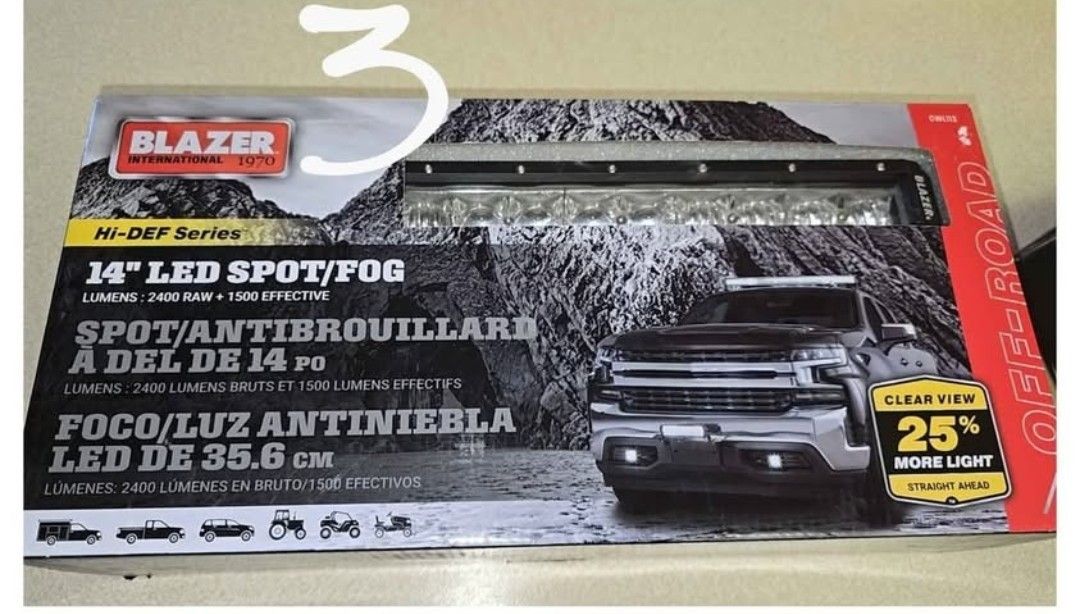 3
BLAZER
INTERNATIONAL 1970
Hi-DEF Series
14" LED SPOT/FOG
LUMENS : 2400 RAW + 1500 EFFECTIVE
SPOT/ANTIBROUILLARD
À DEL DE 14 PO
LUMENS : 2400 LUMENS BRUTS ET 1500 LUMENS EFFECTIFS
FOCO/LUZ ANTINIEBLA
LED DE 35.6 CM
LÚMENES: 2400 LÚMENES EN BRUTO/1500 EFECTIVOS
BLAZER
CLEAR VIEW
25%
MORE LIGHT
STRAIGHT AHEAD
OFF-ROAD